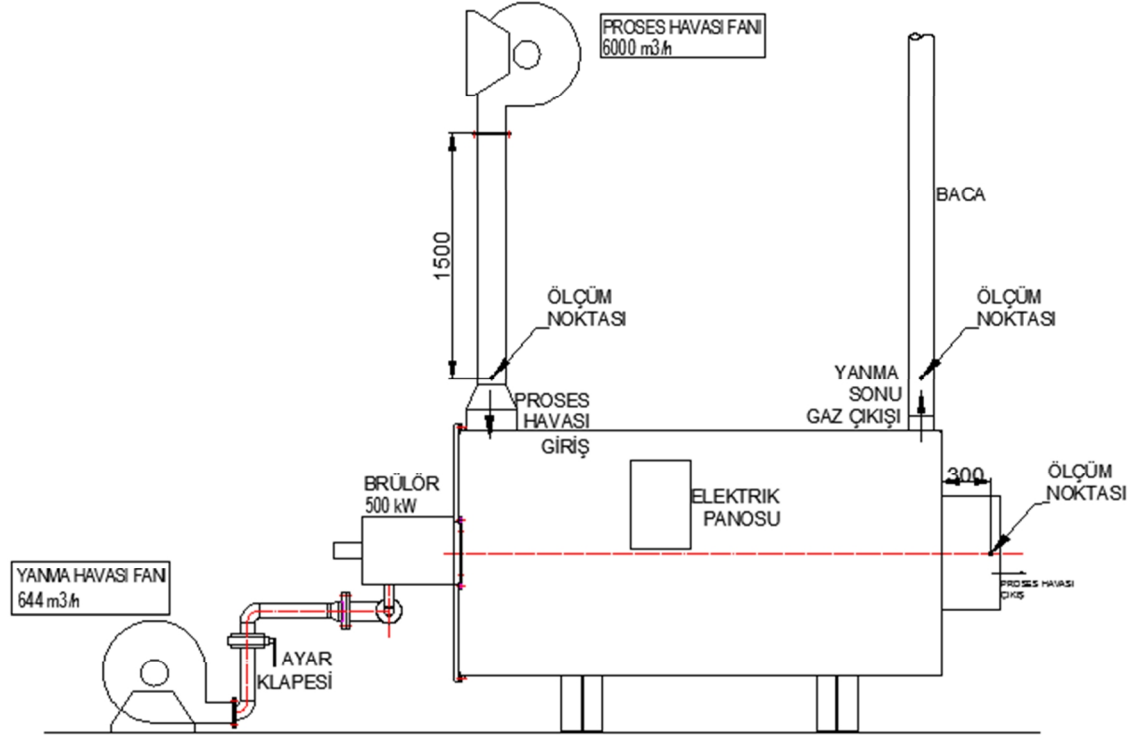 PROSES HAVASI FANI
6000 m3/h
BACA
1500
ÖLÇÜM
NOKTASI
ÖLÇÜM
NOKTASI
PROSES
HAVASI
GİRİŞ
YANMA
SONU
GAZ ÇIKIŞI
300
ÖLÇÜM
NOKTASI
BRÜLÖR
500 kW
ELEKTRIK
PANOSU
YANMA HAVASI FANI
644 m3/h
PROSES HAVASI
ÇIKIŞ
AYAR
KLAPESİ